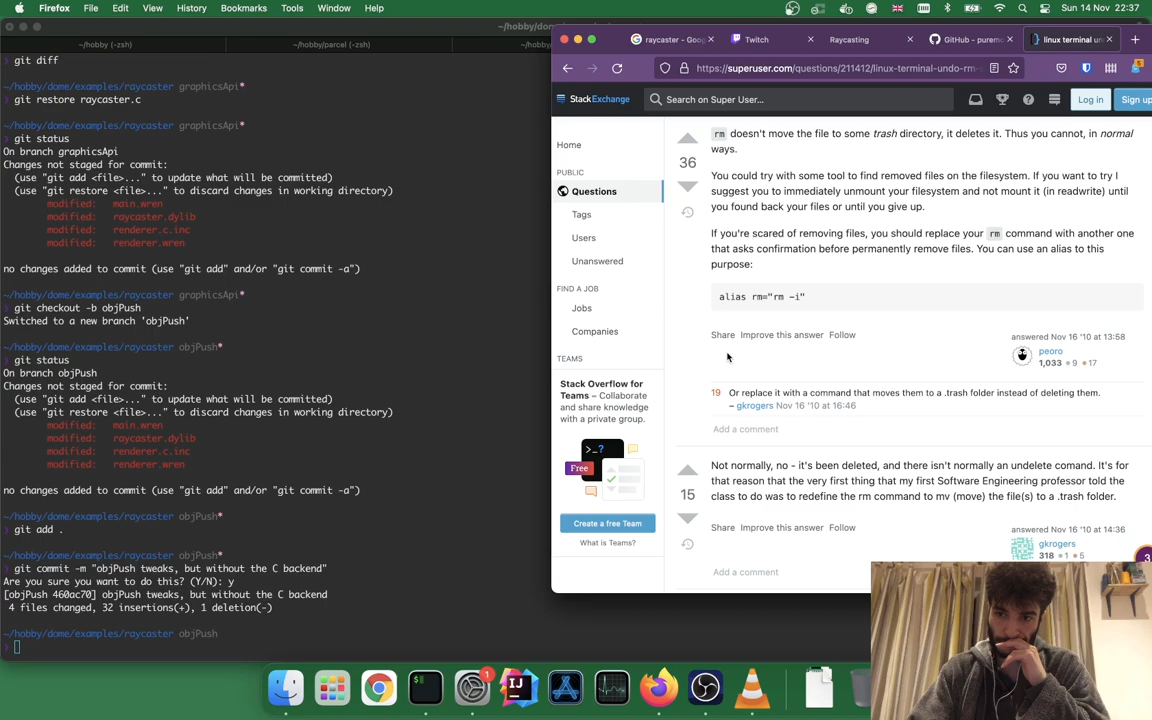 Firefox File Edit View History Bookmarks Tools Window Help
Sun 14 Nov 22:37
~/hobby (-zsh)
~/hobby/parcel (-zsh)
git diff
~/hobby/dome/examples/raycaster graphicsApi*
git restore raycaster.c
~/hobby/dome/examples/raycaster graphicsApi*
git status
On branch graphicsApi
Changes not staged for commit:
(use "git add <file>..." to update what will be committed)
(use "git restore <file>..." to discard changes in working directory)
modified: main.wren
modified: raycaster.dylib
modified: renderer.c.inc
modified: renderer.wren
no changes added to commit (use "git add" and/or "git commit -a")
~/hobby/dome/examples/raycaster graphicsApi*
git checkout -b objPush
Switched to a new branch 'objPush'
~/hobby/dome/examples/raycaster objPush*
git status
On branch objPush
Changes not staged for commit:
(use "git add <file>..." to update what will be committed)
(use "git restore <file>..." to discard changes in working directory)
modified: main.wren
modified: raycaster.dylib
modified: renderer.c.inc
modified: renderer.wren
no changes added to commit (use "git add" and/or "git commit -a")
~/hobby/dome/examples/raycaster objPush*
git add .
~/hobby/dome/examples/raycaster objPush*
git commit -m "objPush tweaks, but without the C backend"
Are you sure you want to do this? (Y/N): y
[objPush 460ac70] objPush tweaks, but without the C backend
4 files changed, 32 insertions(+), 1 deletion(-)
~/hobby/dome/examples/raycaster objPush
raycaster - Goog
Twitch
Raycasting
GitHub - purem
linux terminal un
https://superuser.com/questions/211412/linux-terminal-undo-rm-
StackExchange
Search on Super User...
Log in
Sign up
Home
PUBLIC
Questions
Tags
Users
Unanswered
FIND A JOB
Jobs
Companies
TEAMS
Stack Overflow for
Teams – Collaborate
and share knowledge
with a private group.
>_?
Free
Create a free Team
What is Teams?
36
rm doesn't move the file to some trash directory, it deletes it. Thus you cannot, in normal
ways.
You could try with some tool to find removed files on the filesystem. If you want to try I
suggest you to immediately unmount your filesystem and not mount it (in readwrite) until
you found back your files or until you give up.
If you're scared of removing files, you should replace your rm command with another one
that asks confirmation before permanently remove files. You can use an alias to this
purpose:
alias rm="rm -i"
Share Improve this answer Follow
answered Nov 16 '10 at 13:58
peoro
1,033 9 17
19 Or replace it with a command that moves them to a .trash folder instead of deleting them.
– gkrogers Nov 16 '10 at 16:46
Add a comment
15
Not normally, no - it's been deleted, and there isn't normally an undelete comand. It's for
that reason that the very first thing that my first Software Engineering professor told the
class to do was to redefine the rm command to mv (move) the file(s) to a .trash folder.
Share Improve this answer Follow
answered Nov 16 '10 at 14:36
gkrogers
318 1 5
Add a comment
3
1